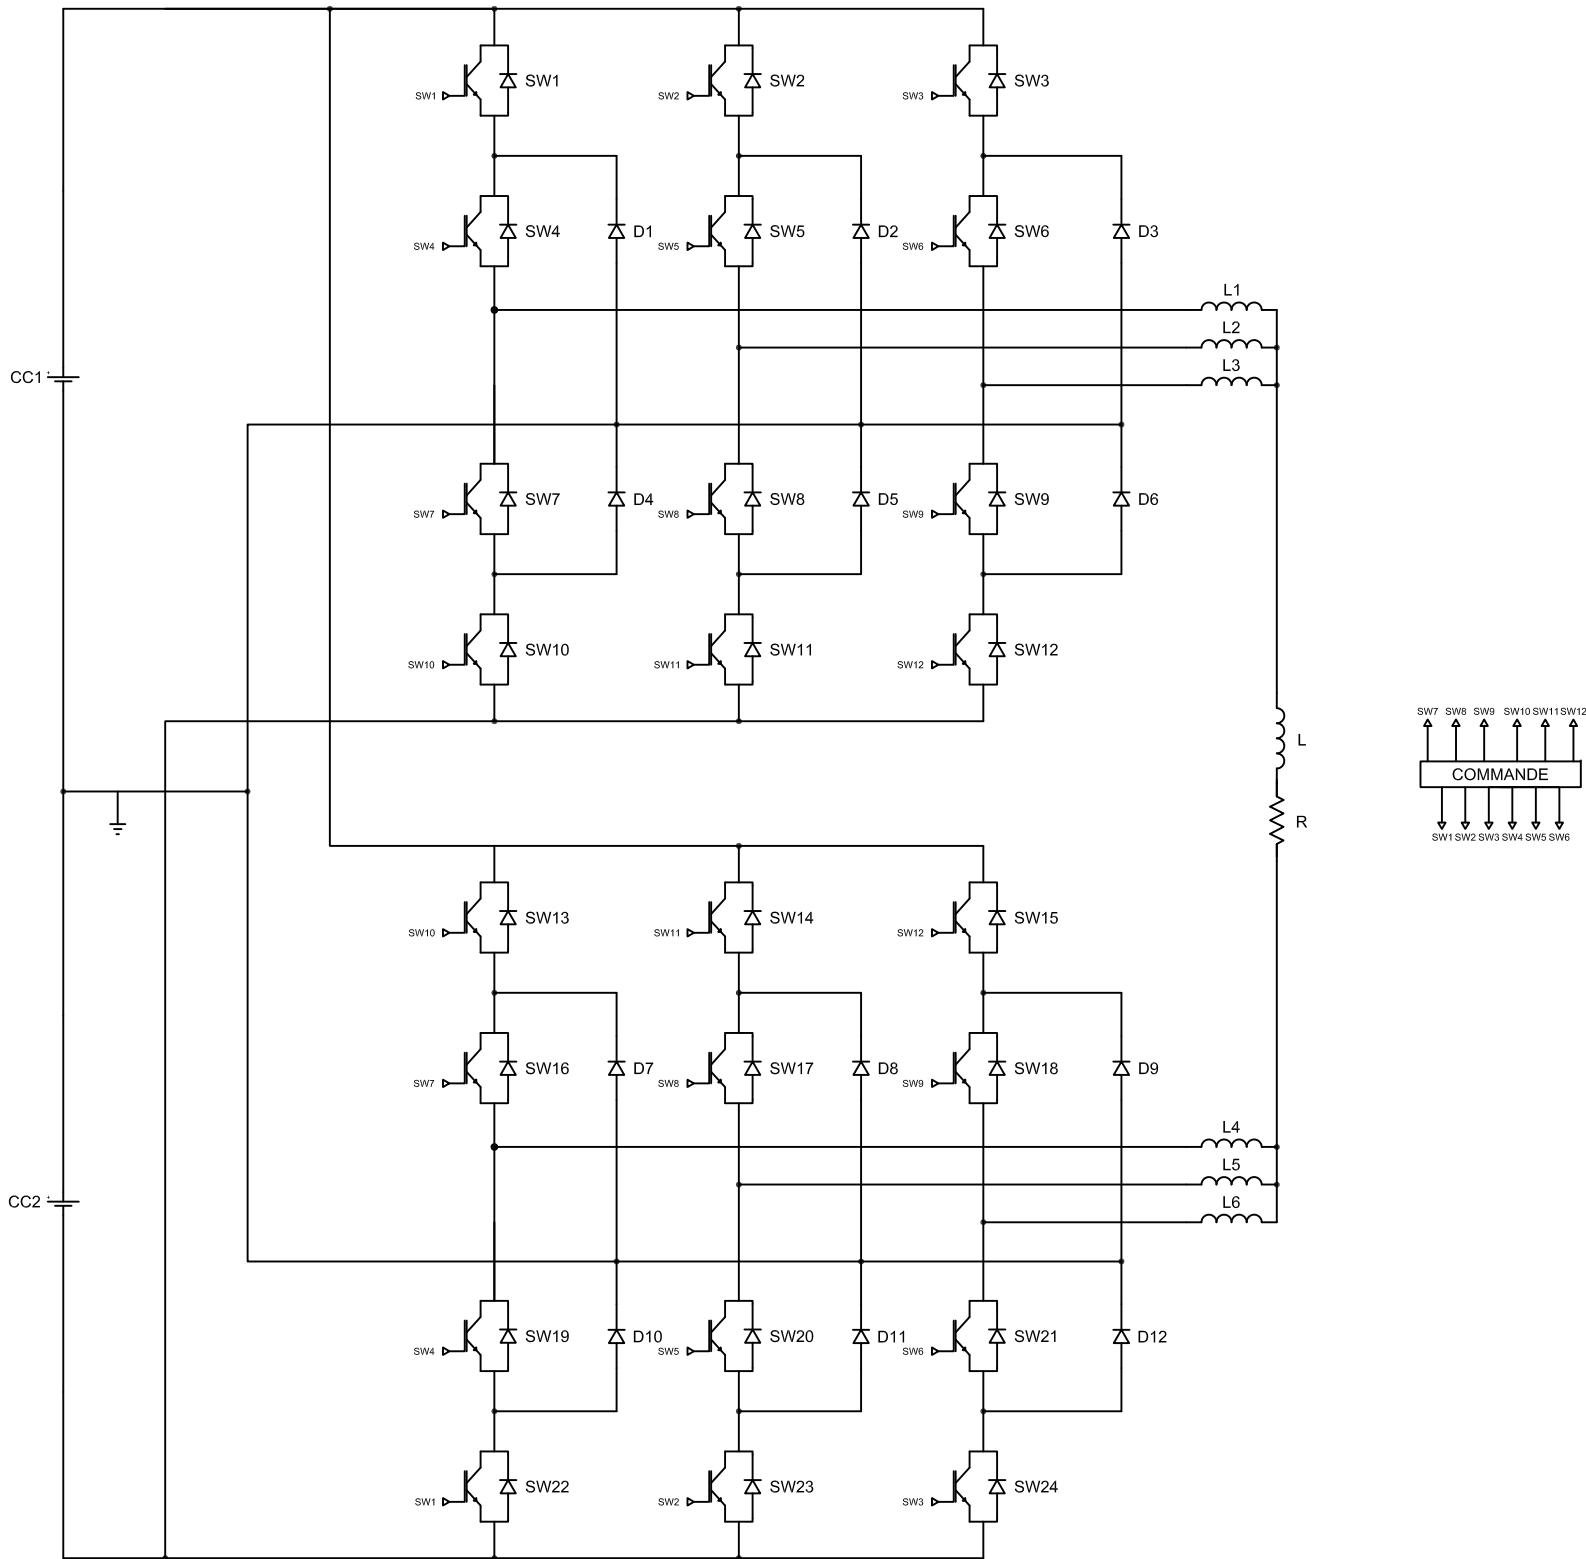 SW1 SW2 SW3
SW1 SW2 SW3
SW4 D1 SW5 D2 SW6 D3
SW4 SW5 SW6
L1
L2
L3
CC1 +
SW7 D4 SW8 D5 SW9 D6
SW7 SW8 SW9
SW10 SW11 SW12
SW10 SW11 SW12
SW7 SW8 SW9 SW10 SW11 SW12
L
COMMANDE
R
SW1 SW2 SW3 SW4 SW5 SW6
SW13 SW14 SW15
SW10 SW11 SW12
SW16 D7 SW17 D8 SW18 D9
SW7 SW8 SW9
L4
L5
L6
CC2 +
SW19 D10 SW20 D11 SW21 D12
SW4 SW5 SW6
SW22 SW23 SW24
SW1 SW2 SW3